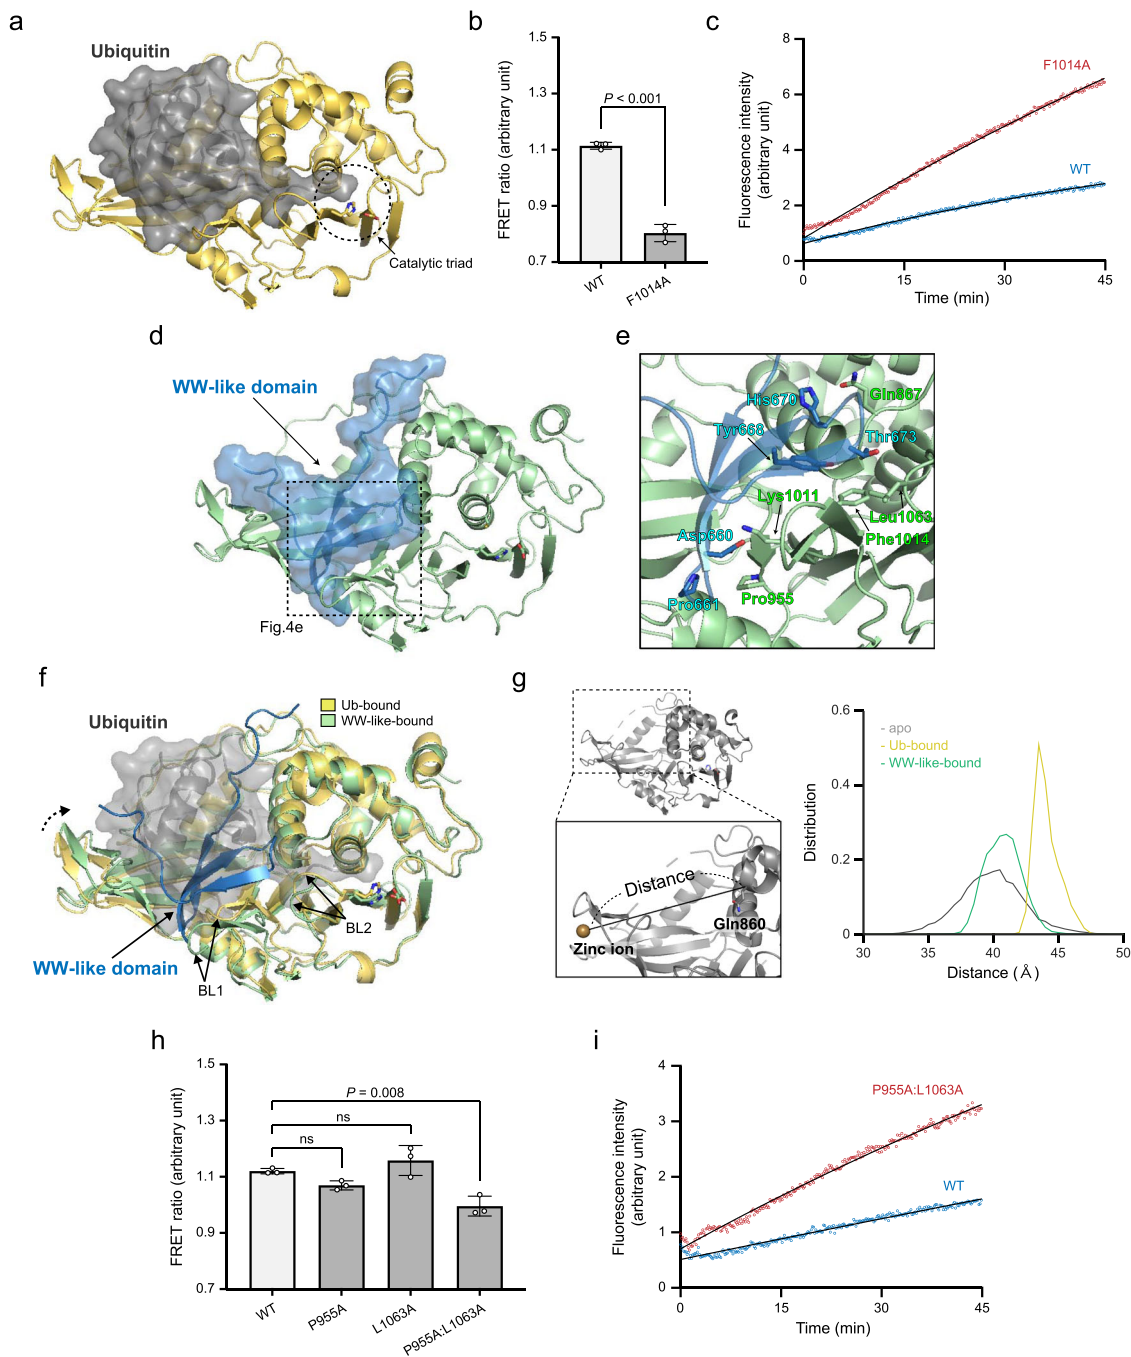 a
Ubiquitin
Catalytic triad
b
FRET ratio (arbitrary unit)
1.5
1.3
1.1
0.9
0.7
P < 0.001
WT
F1014A
c
Fluorescence intensity
(arbitrary unit)
8
6
4
2
0
F1014A
WT
0
15
30
45
Time (min)
d
WW-like domain
Fig.4e
e
His670
Gln867
Tyr668
Thr673
Lys1011
Leu1063
Asp660
Phe1014
Pro661
Pro955
f
Ubiquitin
Ub-bound
WW-like-bound
BL2
WW-like domain
BL1
g
Distance
Gln860
Zinc ion
Distribution
0.6
0.4
0.2
0
- apo
- Ub-bound
- WW-like-bound
30
35
40
45
50
Distance (Å)
h
FRET ratio (arbitrary unit)
1.5
1.3
1.1
0.9
0.7
P = 0.008
ns
ns
WT
P955A
L1063A
P955A:L1063A
i
Fluorescence intensity
(arbitrary unit)
4
3
2
1
0
P955A:L1063A
WT
0
15
30
45
Time (min)